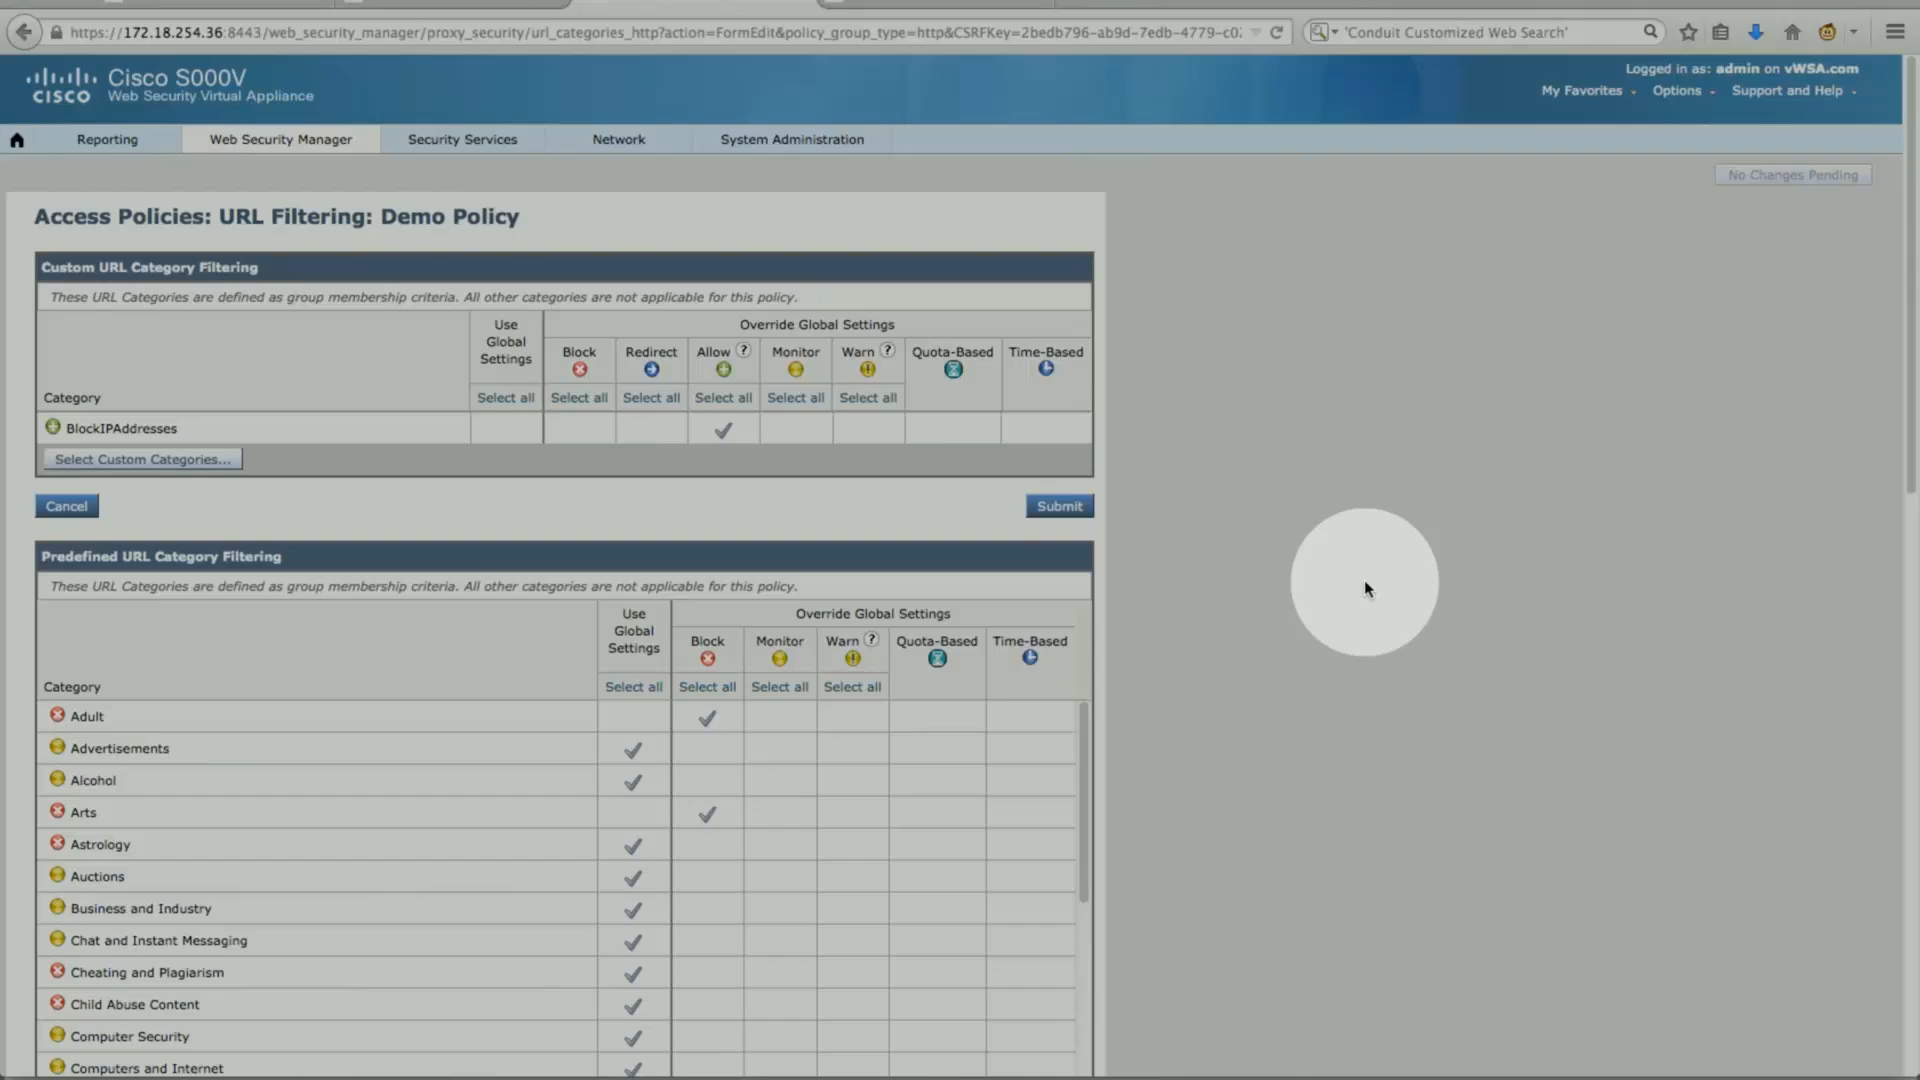 https://172.18.254.36:8443/web_security_manager/proxy_security/url_categories_http?action=FormEdit&policy_group_type=http&CSRFKey=2bedb796-ab9d-7edb-4779-c0
'Conduit Customized Web Search'
CISCO
Cisco S000V
Web Security Virtual Appliance
Logged in as: admin on vWSA.com
My Favorites Options Support and Help
Reporting Web Security Manager Security Services Network System Administration
No Changes Pending
Access Policies: URL Filtering: Demo Policy
Custom URL Category Filtering
These URL Categories are defined as group membership criteria. All other categories are not applicable for this policy.
Use Global Settings
Override Global Settings
Block Redirect Allow ? Monitor Warn ? Quota-Based Time-Based
Category Select all Select all Select all Select all Select all Select all
BlockIPAddresses
Select Custom Categories...
Cancel Submit
Predefined URL Category Filtering
These URL Categories are defined as group membership criteria. All other categories are not applicable for this policy.
Use Global Settings
Override Global Settings
Block Monitor Warn ? Quota-Based Time-Based
Category Select all Select all Select all Select all
Adult
Advertisements
Alcohol
Arts
Astrology
Auctions
Business and Industry
Chat and Instant Messaging
Cheating and Plagiarism
Child Abuse Content
Computer Security
Computers and Internet